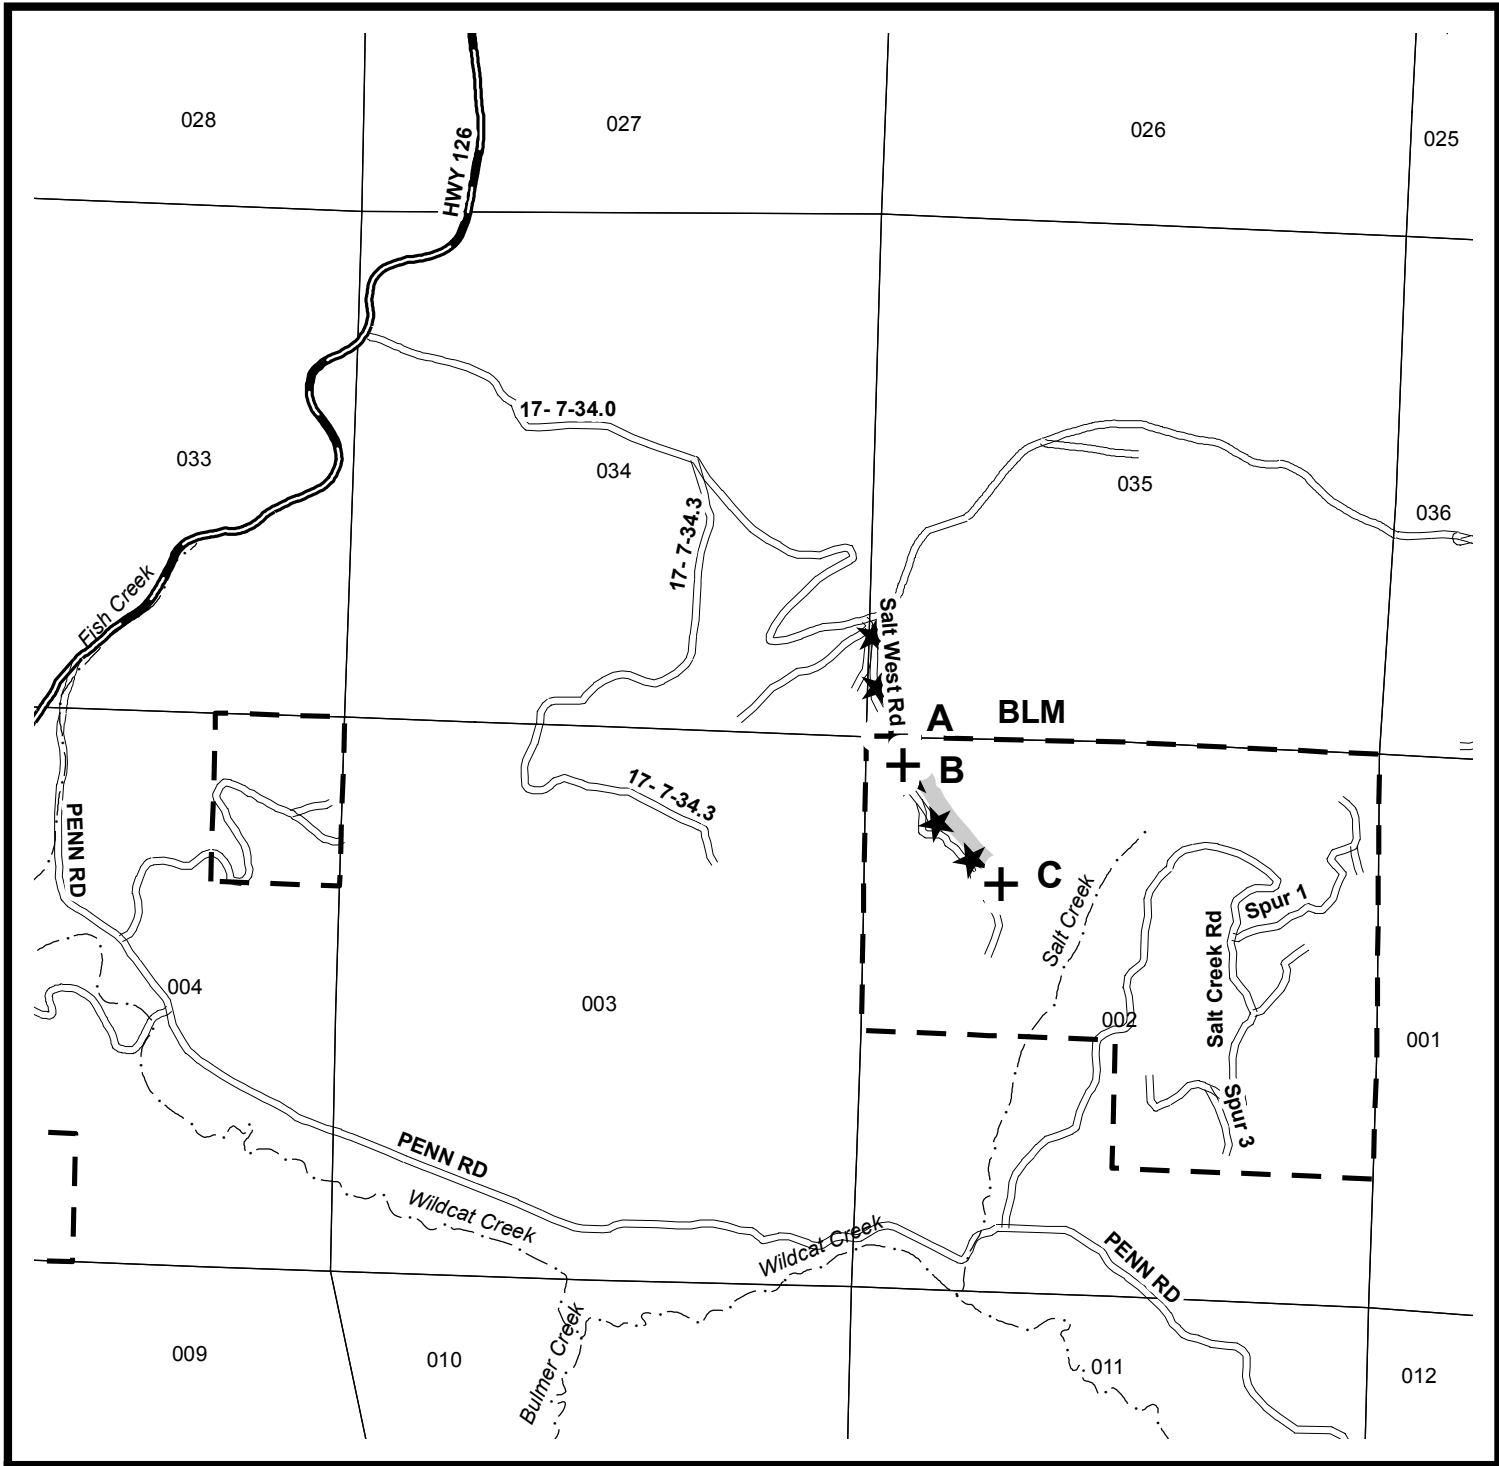 028
027
026
025
HWY 126
17- 7-34.0
033
034
035
036
17- 7-34.3
Fish Creek
Salt West Rd
A
BLM
B
17- 7-34.3
PENN RD
C
Salt Creek
Spur 1
Salt Creek Rd
004
003
002
001
Spur 3
PENN RD
Wildcat Creek
Wildcat Creek
PENN RD
Bulmer Creek
009
010
011
012